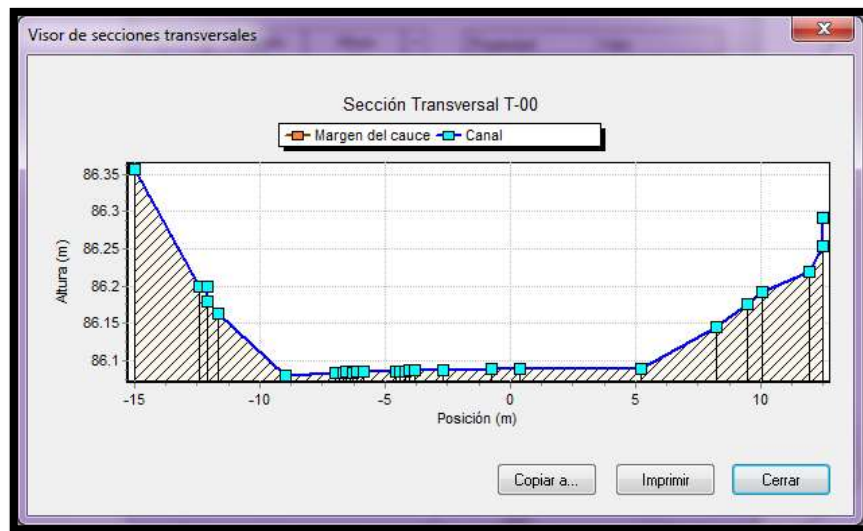 Visor de secciones transversales
Sección Transversal T-00
Margen del cauce Canal
Altura (m)
86.35
86.3
86.25
86.2
86.15
86.1
-15 -10 -5 0 5 10
Posición (m)
Copiar a... Imprimir Cerrar